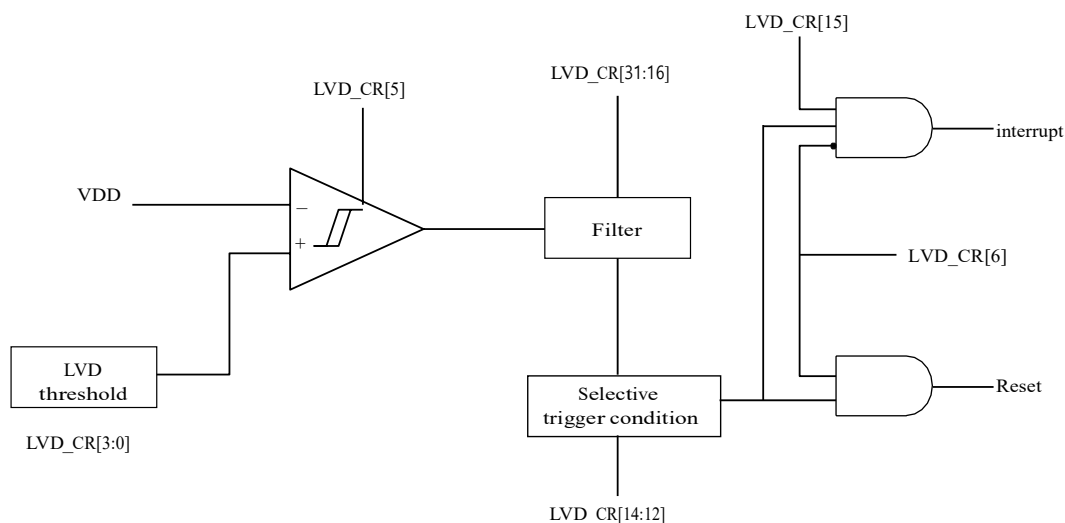 LVD_CR[15]
LVD_CR[31:16]
LVD_CR[5]
interrupt
VDD
−
Filter
+
LVD_CR[6]
LVD
threshold
Selective
trigger condition
Reset
LVD_CR[3:0]
LVD_CR[14:12]